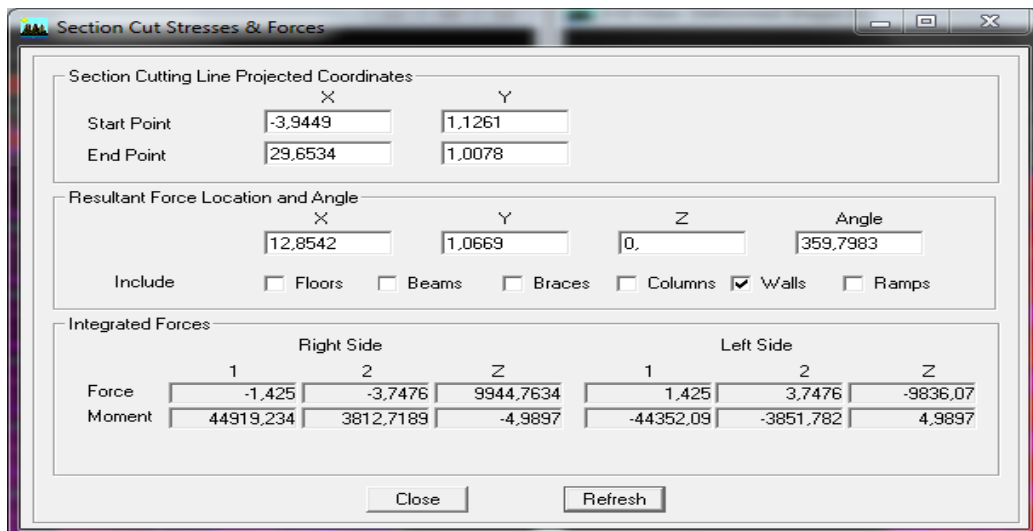 Section Cut Stresses & Forces
Section Cutting Line Projected Coordinates
X Y
Start Point -3,9449 1,1261
End Point 29,6534 1,0078
Resultant Force Location and Angle
X Y Z Angle
12,8542 1,0669 0, 359,7983
Include Floors Beams Braces Columns Walls Ramps
Integrated Forces
Right Side Left Side
1 2 Z 1 2 Z
Force -1,425 -3,7476 9944,7634 1,425 3,7476 -9836,07
Moment 44919,234 3812,7189 -4,9897 -44352,09 -3851,782 4,9897
Close Refresh